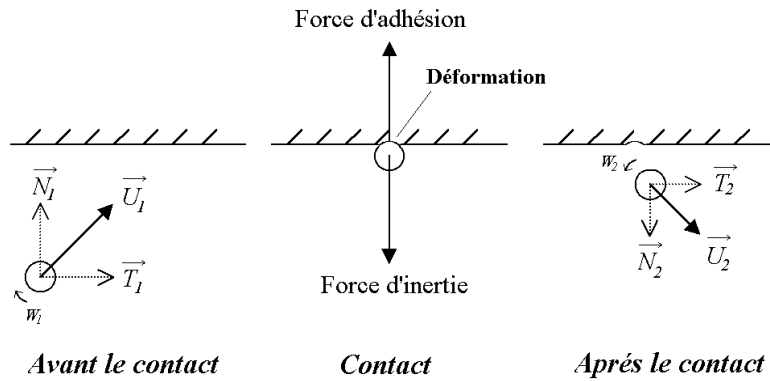 Force d'adhésion
Déformation
N1
U1
T1
W1
Force d'inertie
W2
T2
N2
U2
Avant le contact
Contact
Aprés le contact